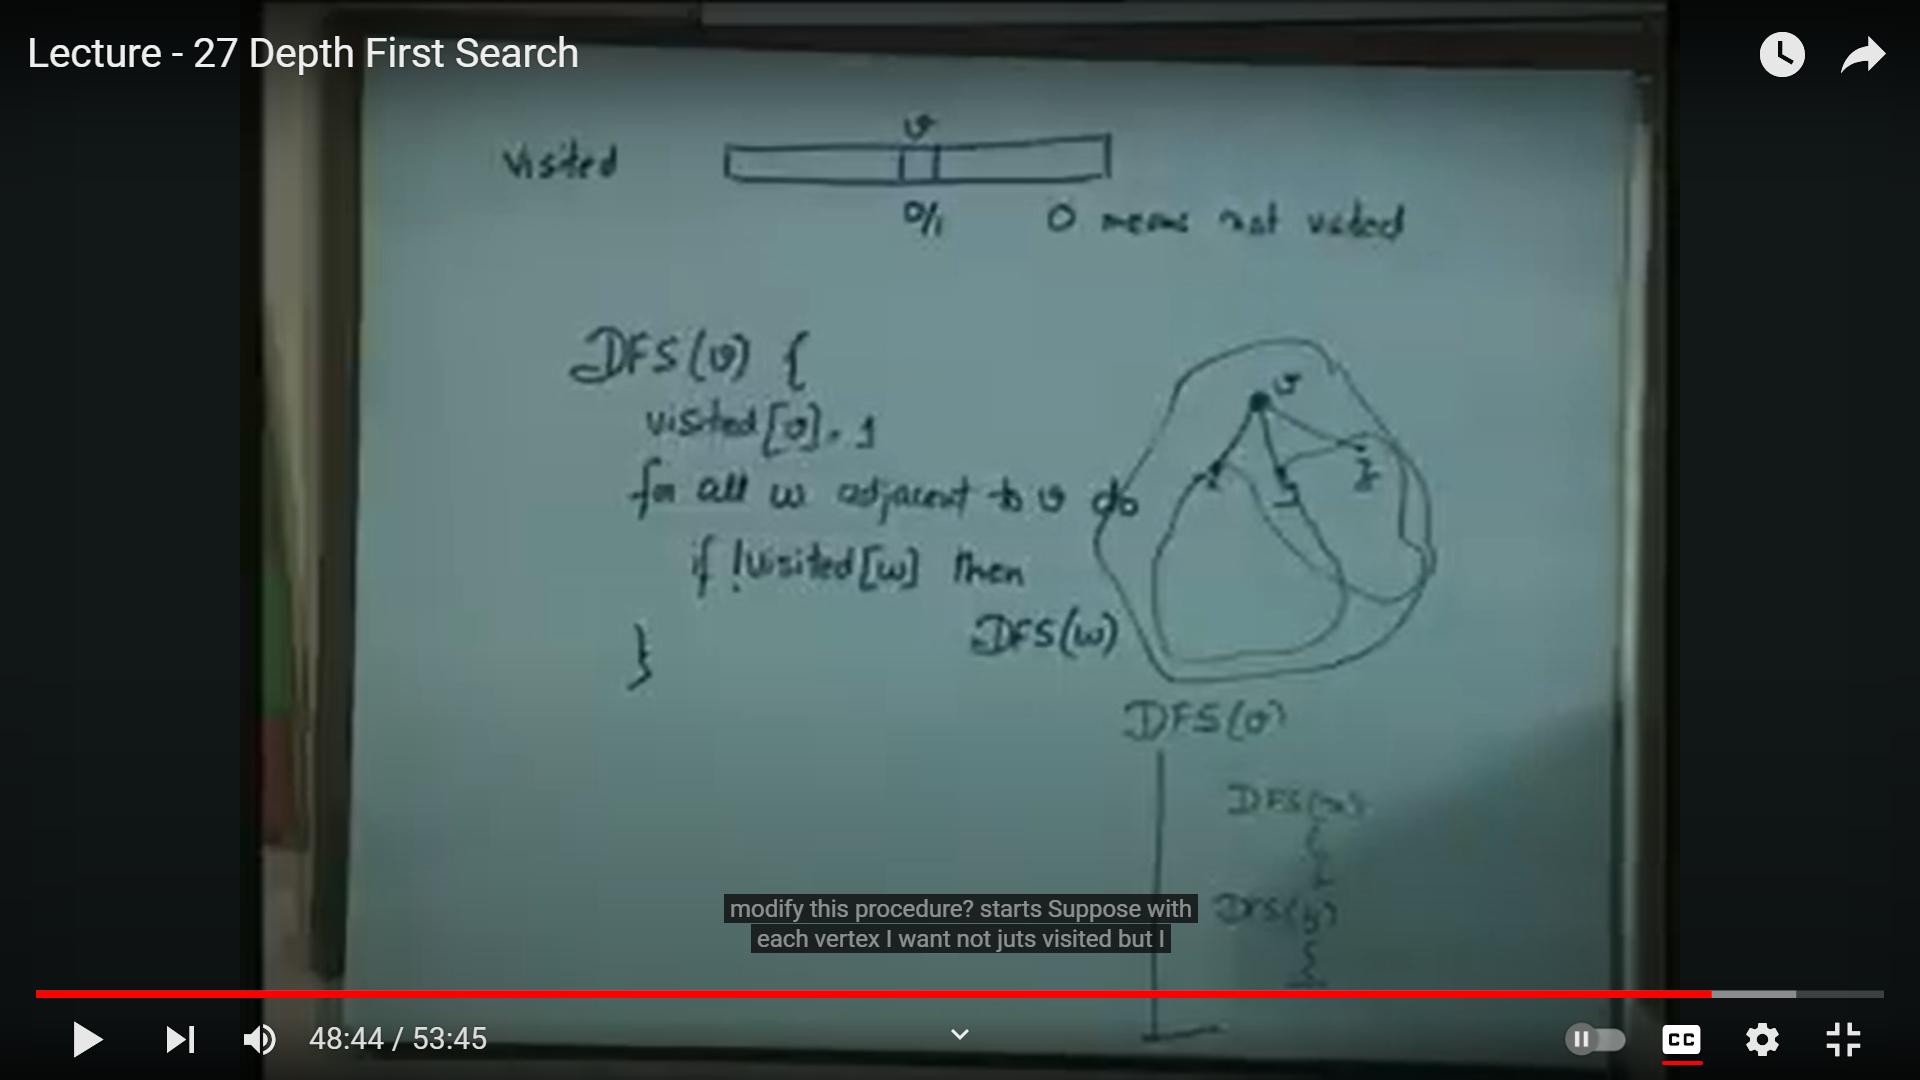 Lecture - 27 Depth First Search
Visited
v
0/1 0 means not visited
DFS(v) {
visited[v]=1
for all w adjacent to v do
if !visited[w] then
DFS(w)
}
v
x y z
DFS(v)
DFS(x)
DFS(y)
modify this procedure? starts Suppose with
each vertex I want not juts visited but I
48:44 / 53:45
CC